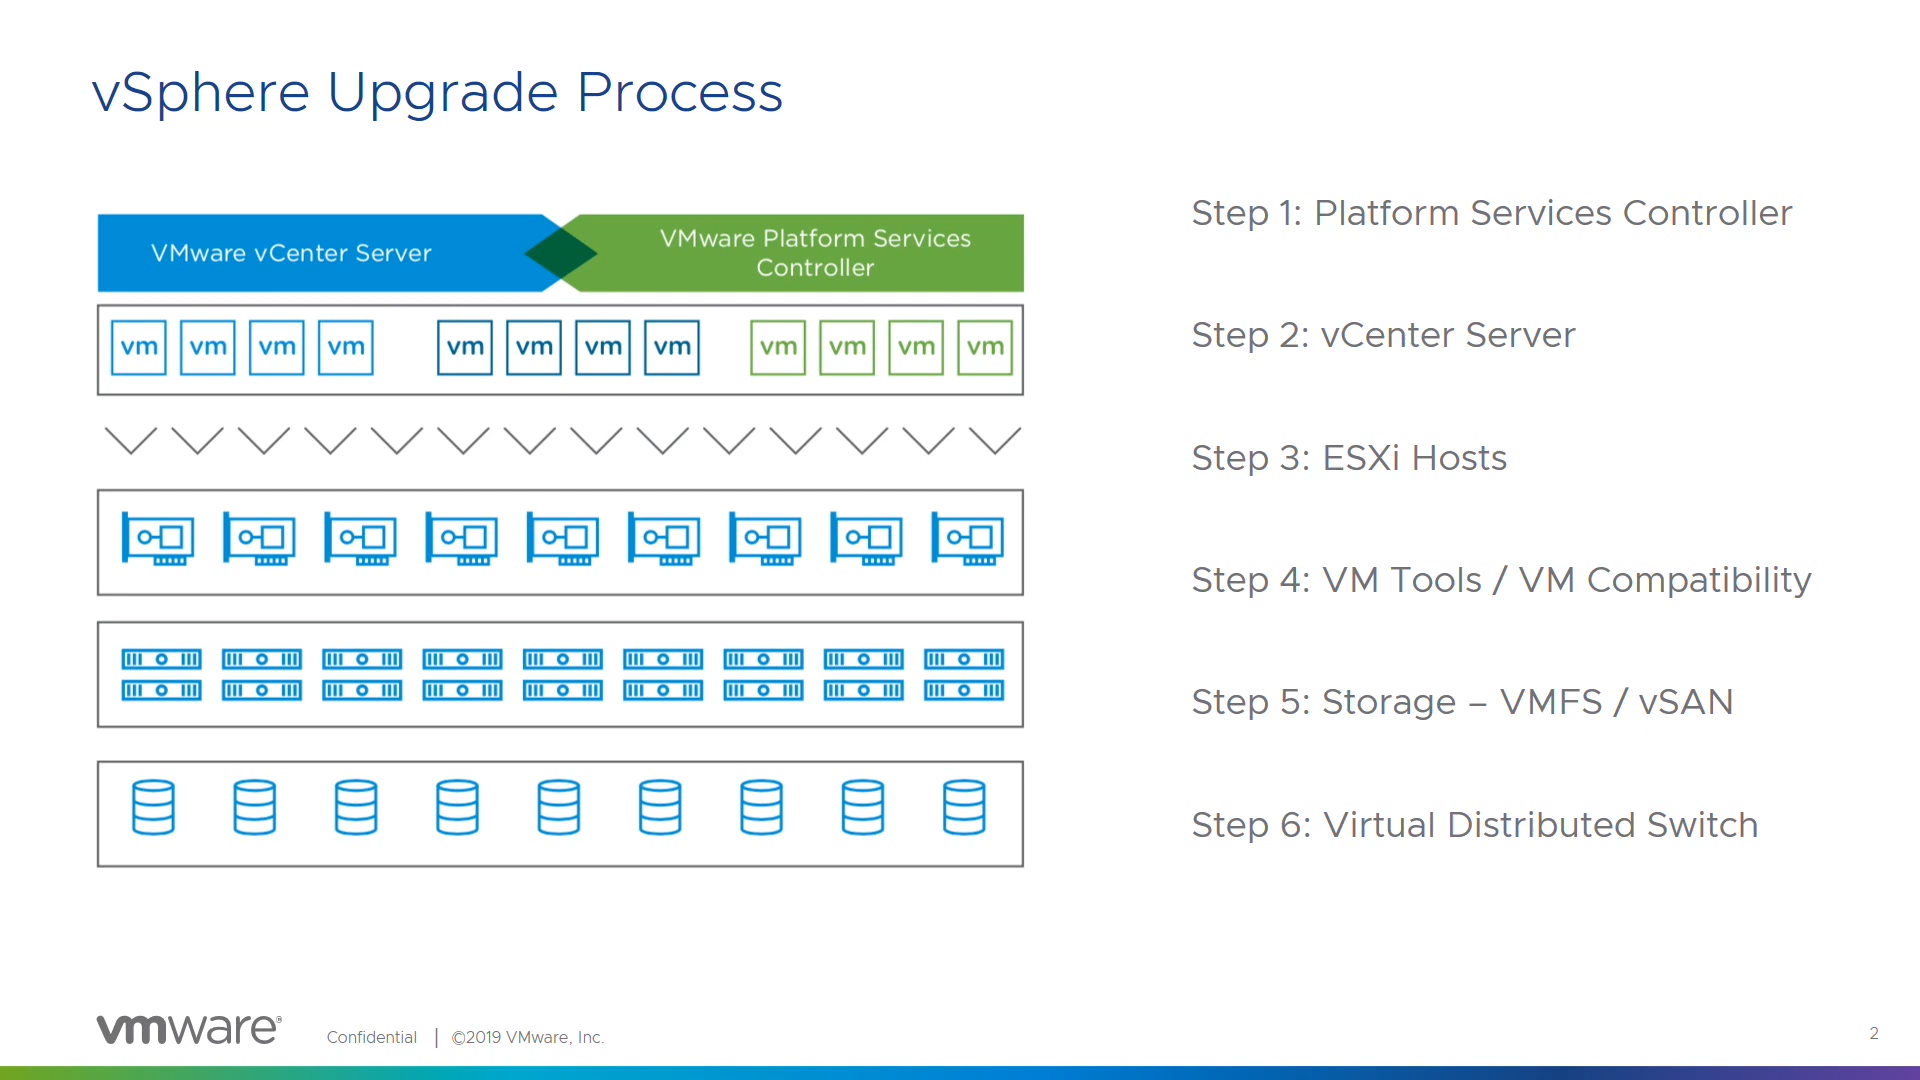 vSphere Upgrade Process
VMware vCenter Server
VMware Platform Services
Controller
vm vm vm vm vm vm vm vm vm vm vm vm
Step 1: Platform Services Controller
Step 2: vCenter Server
Step 3: ESXi Hosts
Step 4: VM Tools / VM Compatibility
Step 5: Storage – VMFS / vSAN
Step 6: Virtual Distributed Switch
vmware®
Confidential │ ©2019 VMware, Inc.
2